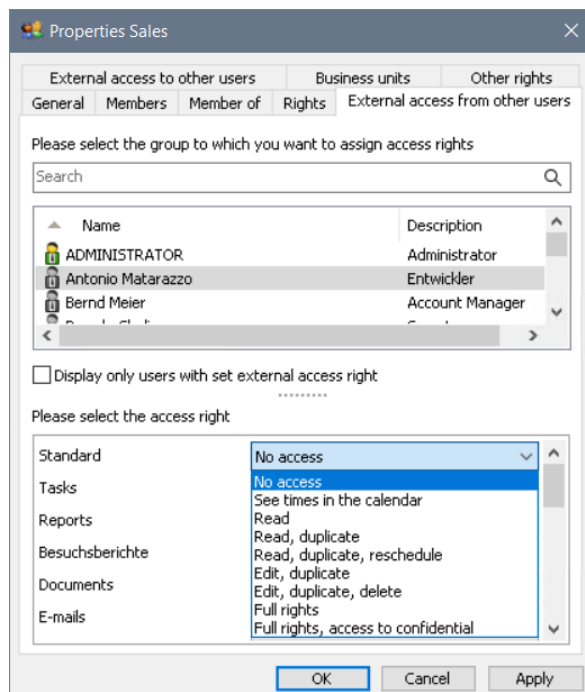 Properties Sales
External access to other users Business units Other rights
General Members Member of Rights External access from other users
Please select the group to which you want to assign access rights
Search
Name Description
ADMINISTRATOR Administrator
Antonio Matarazzo Entwickler
Bernd Meier Account Manager
Display only users with set external access right
Please select the access right
Standard No access
Tasks No access
See times in the calendar
Reports Read
Read, duplicate
Besuchsberichte Read, duplicate, reschedule
Edit, duplicate
Documents Edit, duplicate, delete
E-mails Full rights
Full rights, access to confidential
OK Cancel Apply